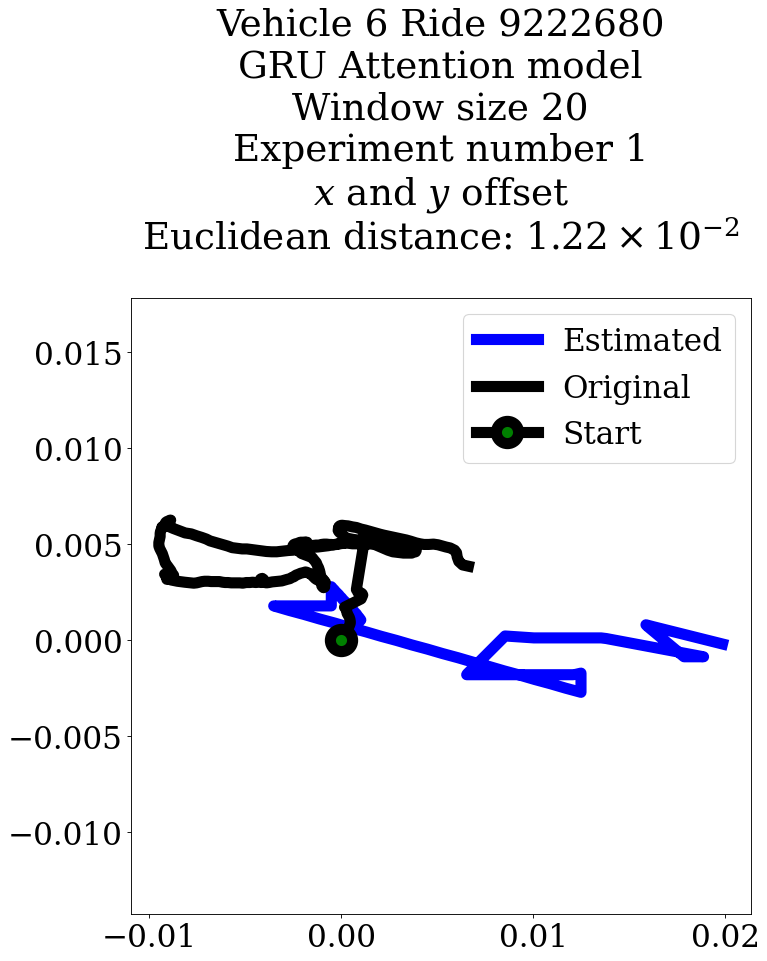 Vehicle 6 Ride 9222680
GRU Attention model
Window size 20
Experiment number 1
x and y offset
Euclidean distance: 1.22 × 10⁻²
Estimated
Original
Start
0.015
0.010
0.005
0.000
−0.005
−0.010
−0.01 0.00 0.01 0.02